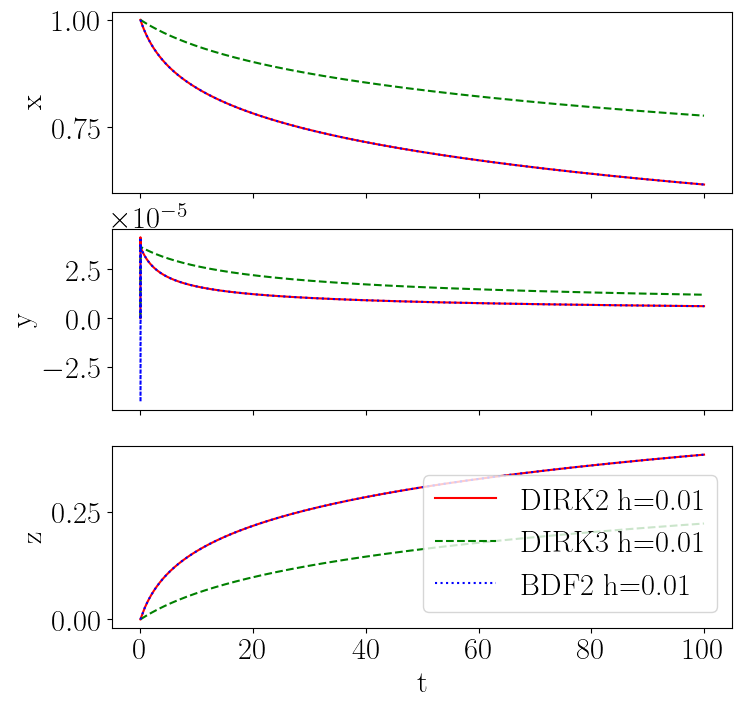 1.00
x
0.75
×10⁻⁵
2.5
y
0.0
−2.5
0.25
z
0.00
DIRK2 h=0.01
DIRK3 h=0.01
BDF2 h=0.01
0 20 40 60 80 100
t